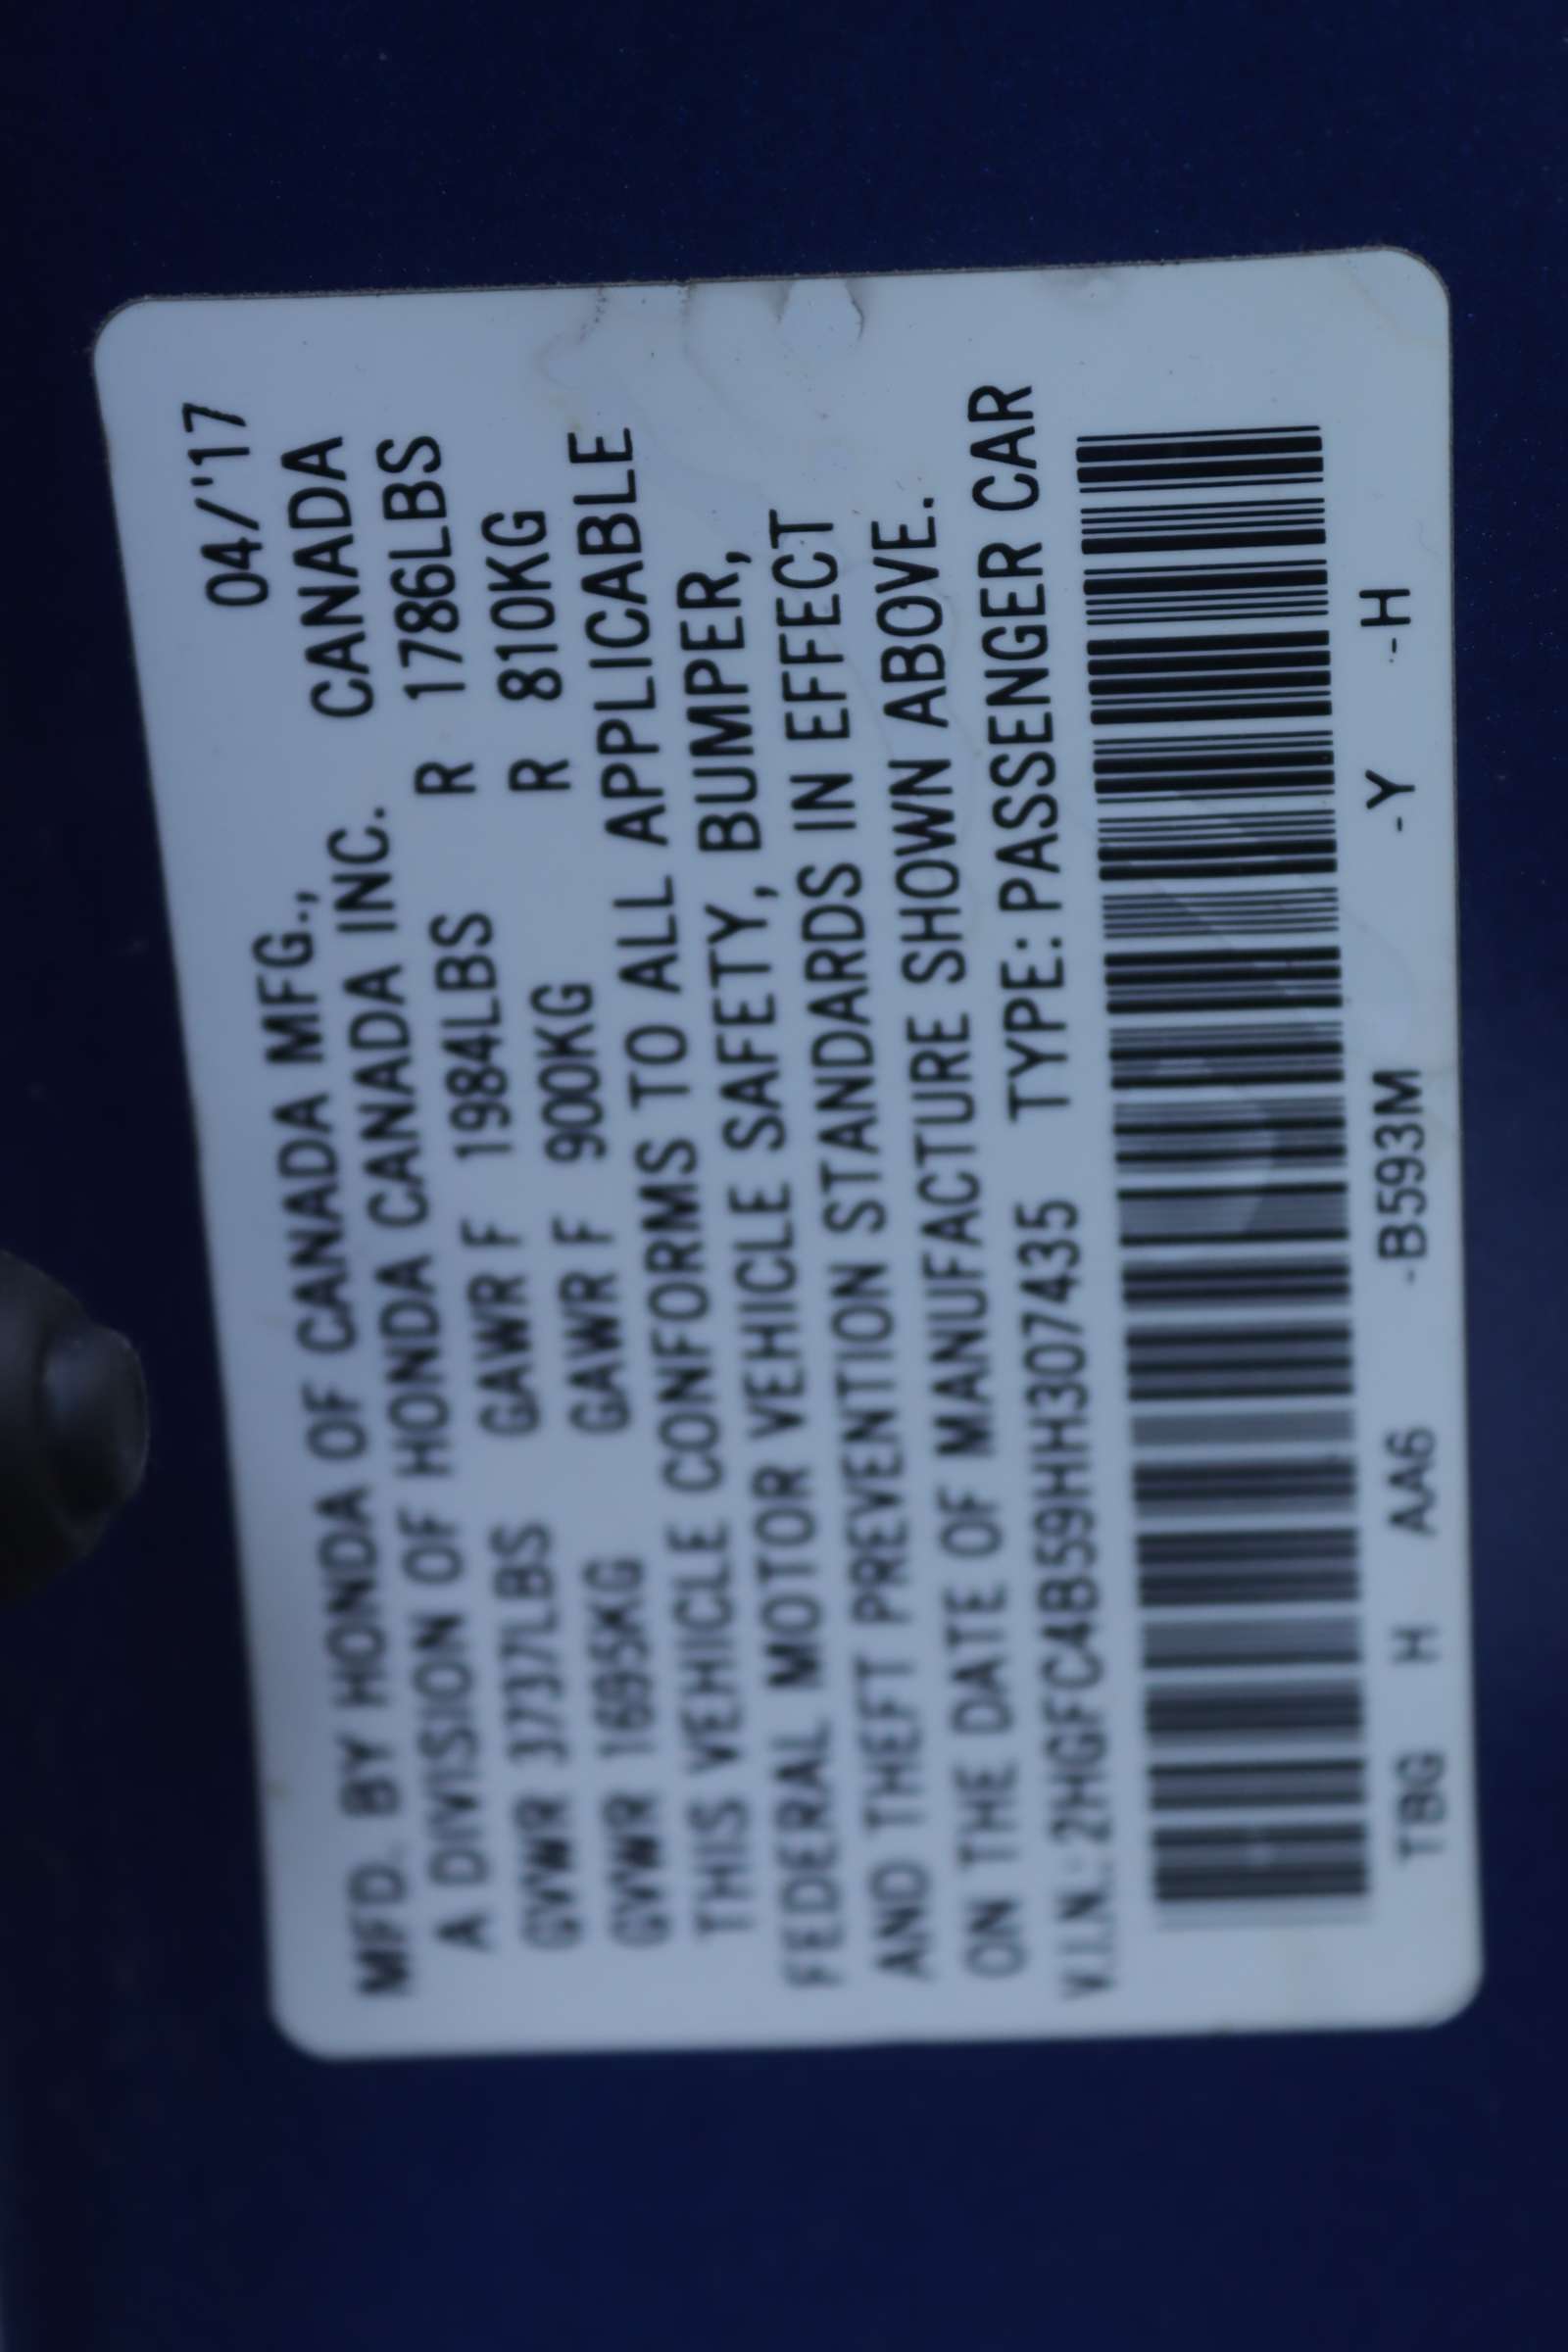 MFD. BY HONDA OF CANADA MFG., 04/'17
A DIVISION OF HONDA CANADA INC. CANADA
GVWR 3737LBS GAWR F 1984LBS R 1786LBS
GVWR 1695KG GAWR F 900KG R 810KG
THIS VEHICLE CONFORMS TO ALL APPLICABLE
FEDERAL MOTOR VEHICLE SAFETY, BUMPER,
AND THEFT PREVENTION STANDARDS IN EFFECT
ON THE DATE OF MANUFACTURE SHOWN ABOVE.
V.I.N.: 2HGFC4B59HH307435 TYPE: PASSENGER CAR
TBG H AA6 -B593M -Y --H